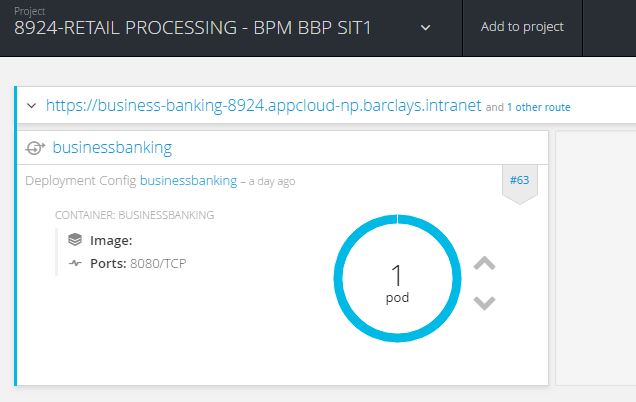 Project
8924-RETAIL PROCESSING - BPM BBP SIT1
Add to project
https://business-banking-8924.appcloud-np.barclays.intranet and 1 other route
businessbanking
Deployment Config businessbanking – a day ago
#63
CONTAINER: BUSINESSBANKING
Image:
Ports: 8080/TCP
1
pod